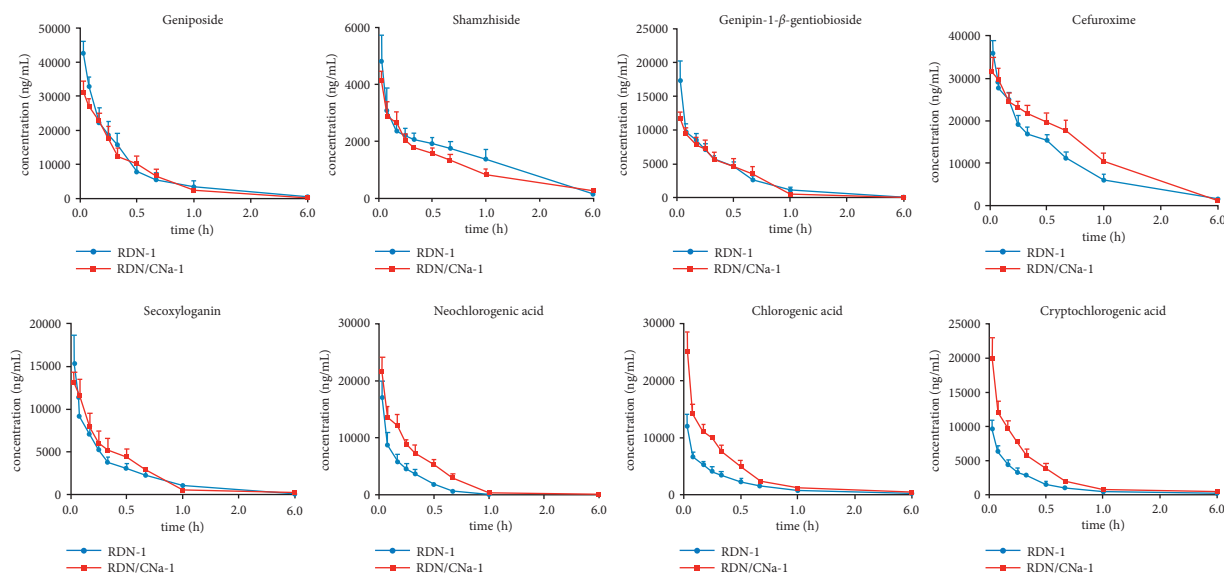 Geniposide
concentration (ng/mL)
50000
40000
30000
20000
10000
0
0.0 0.5 1.0 2.0 6.0
time (h)
RDN-1
RDN/CNa-1
Shamzhiside
concentration (ng/mL)
6000
4000
2000
0
0.0 0.5 1.0 2.0 6.0
time (h)
RDN-1
RDN/CNa-1
Genipin-1-β-gentiobioside
concentration (ng/mL)
25000
20000
15000
10000
5000
0
0.0 0.5 1.0 2.0 6.0
time (h)
RDN-1
RDN/CNa-1
Cefuroxime
concentration (ng/mL)
40000
30000
20000
10000
0
0.0 0.5 1.0 2.0 6.0
time (h)
RDN-1
RDN/CNa-1
Secoxyloganin
concentration (ng/mL)
20000
15000
10000
5000
0
0.0 0.5 1.0 2.0 6.0
time (h)
RDN-1
RDN/CNa-1
Neochlorogenic acid
concentration (ng/mL)
30000
20000
10000
0
0.0 0.5 1.0 2.0 6.0
time (h)
RDN-1
RDN/CNa-1
Chlorogenic acid
concentration (ng/mL)
30000
20000
10000
0
0.0 0.5 1.0 2.0 6.0
time (h)
RDN-1
RDN/CNa-1
Cryptochlorogenic acid
concentration (ng/mL)
25000
20000
15000
10000
5000
0
0.0 0.5 1.0 2.0 6.0
time (h)
RDN-1
RDN/CNa-1